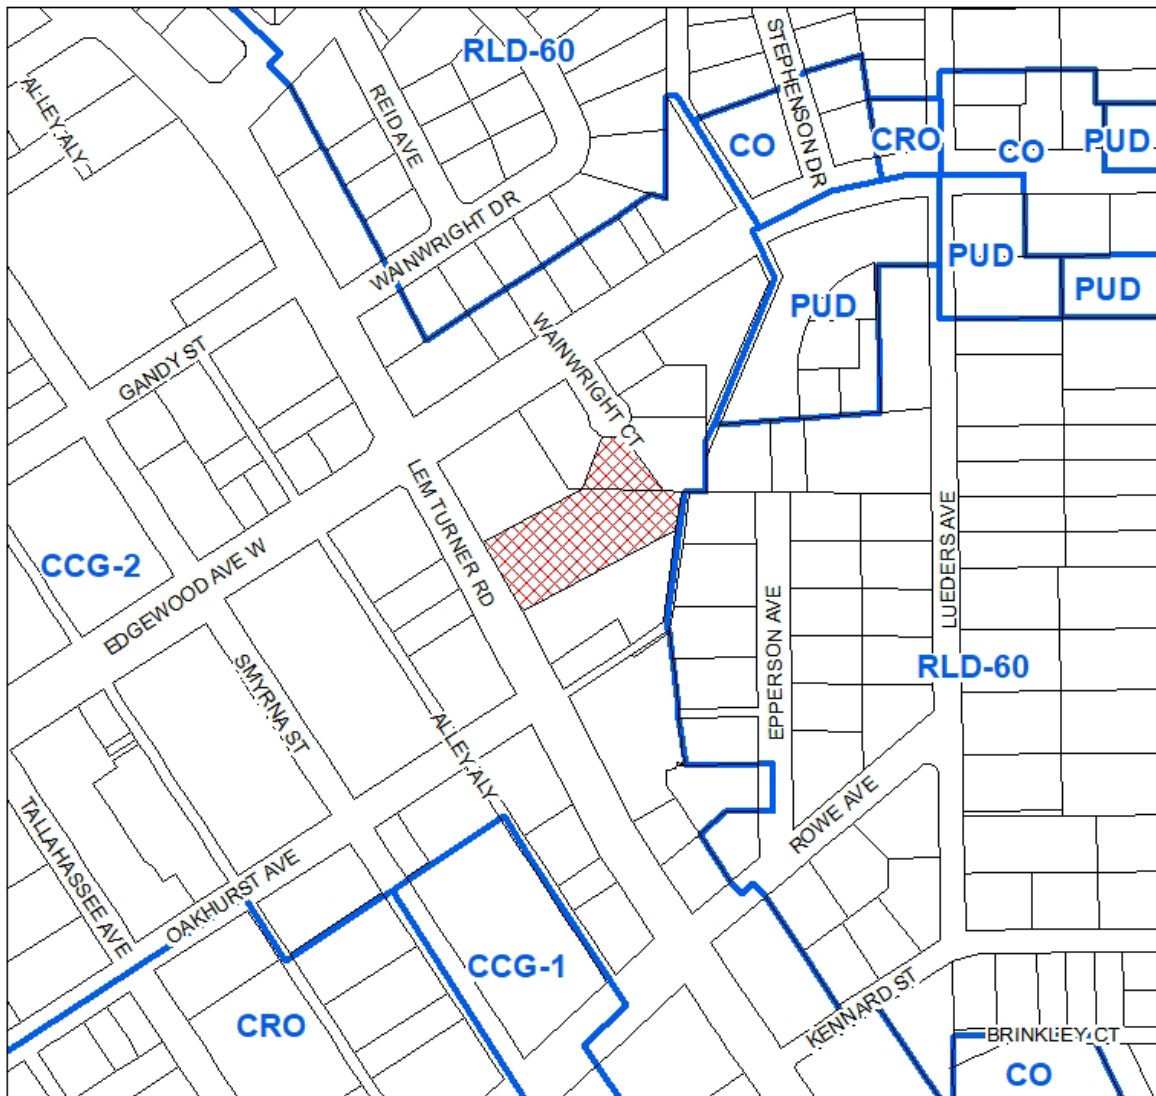 RLD-60
STEPHENSON DR
ALLEY ALY
REID AVE
CO
CRO
CO
PUD
WAINWRIGHT DR
PUD
PUD
PUD
WAINWRIGHT CT
GANDY ST
LEM TURNER RD
LUEDERS AVE
CCG-2
EDGEWOOD AVE W
EPPERSON AVE
RLD-60
SMYRNA ST
ALLEY ALY
TALLAHASSEE AVE
ROWE AVE
OAKHURST AVE
CCG-1
CRO
KENNARD ST
BRINKLEY CT
CO